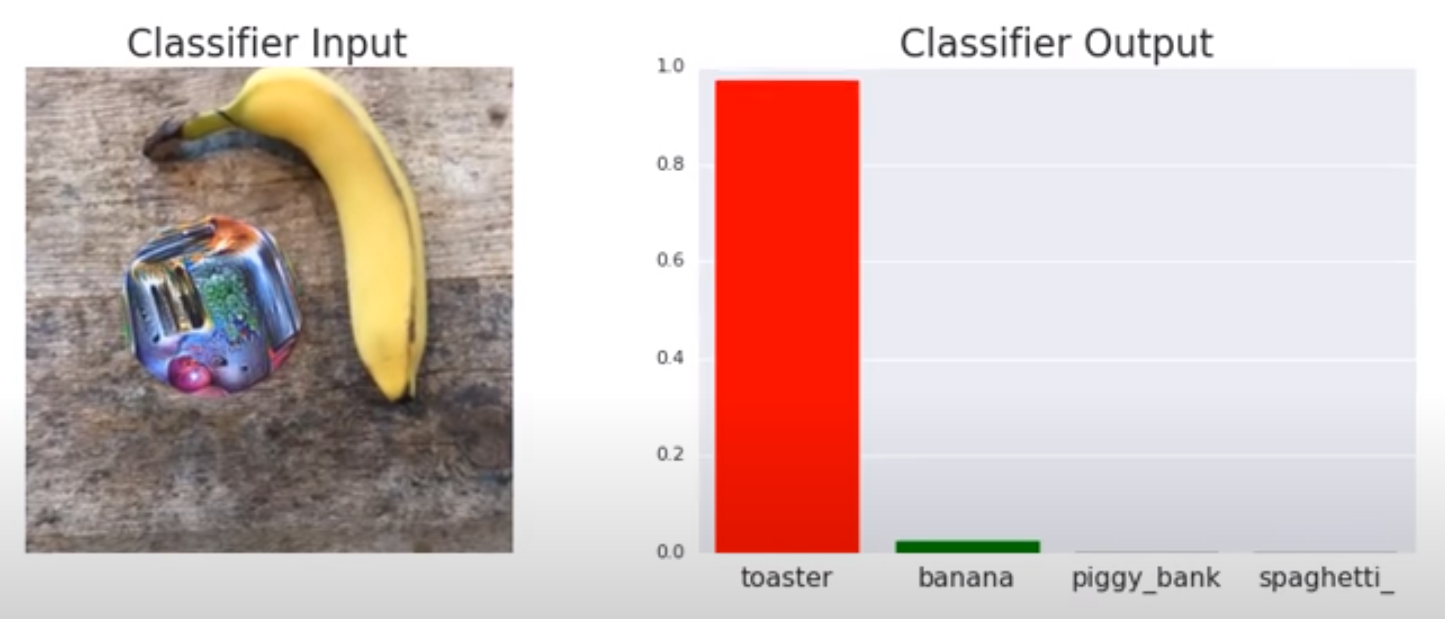 Classifier Input
Classifier Output
1.0
0.8
0.6
0.4
0.2
0.0
toaster banana piggy_bank spaghetti_